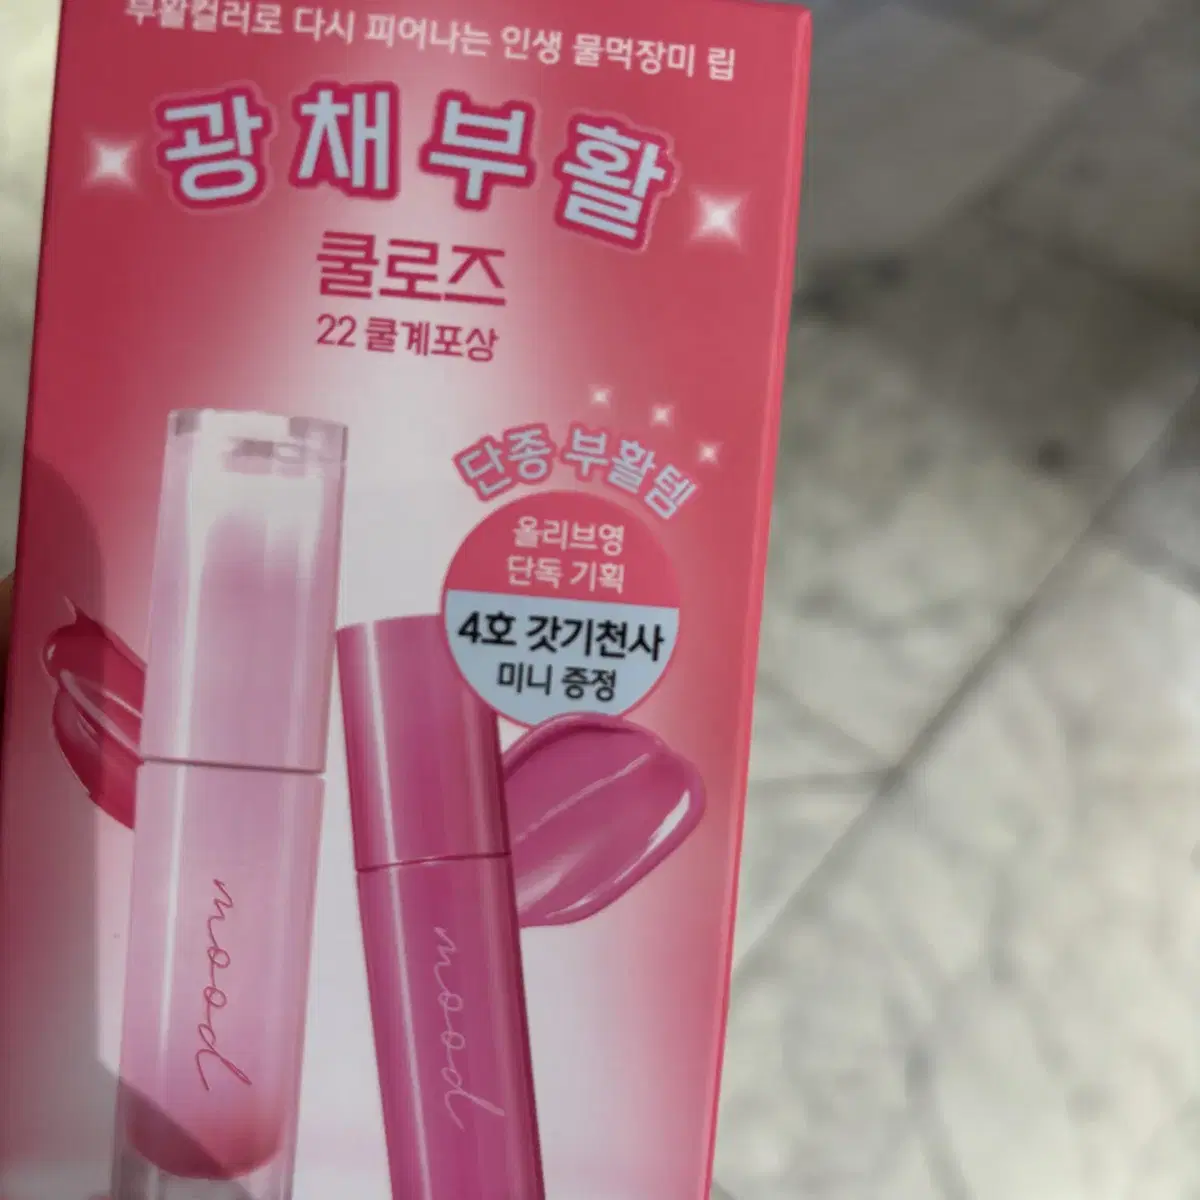 부활컬러로 다시 피어나는 인생 물먹장미 립
광채부활
쿨로즈
22 쿨계포상
단종 부활템
올리브영
단독 기획
4호 갓기천사
미니 증정
mood
mood